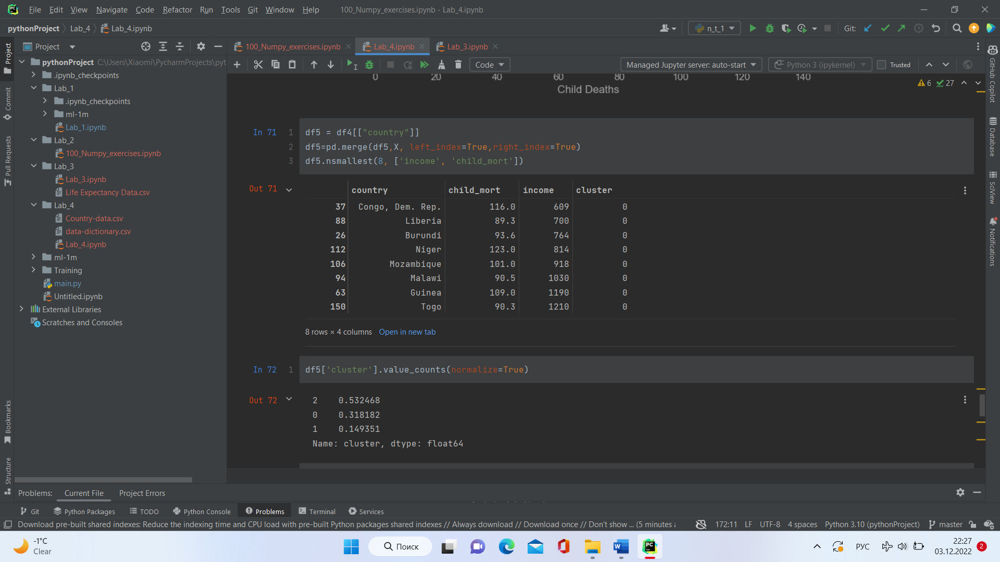 File Edit View Navigate Code Refactor Run Tools Git Window Help 100_Numpy_exercises.ipynb - Lab_4.ipynb
pythonProject Lab_4 Lab_4.ipynb n_t_1 Git:
Project 100_Numpy_exercises.ipynb Lab_4.ipynb Lab_3.ipynb
Code Managed Jupyter server: auto-start Python 3 (ipykernel) Trusted
pythonProject C:\Users\Xiaomi\PycharmProjects\pyt
.ipynb_checkpoints
Lab_1
.ipynb_checkpoints
ml-1m
Lab_1.ipynb
Lab_2
100_Numpy_exercises.ipynb
Lab_3
Lab_3.ipynb
Life Expectancy Data.csv
Lab_4
Country-data.csv
data-dictionary.csv
Lab_4.ipynb
ml-1m
Training
main.py
Untitled.ipynb
External Libraries
Scratches and Consoles
Project
Commit
Pull Requests
Bookmarks
Structure
0 20 40 60 80 100 120 140
Child Deaths
6 27
In 71 1 df5 = df4[["country"]]
2 df5=pd.merge(df5,X, left_index=True,right_index=True)
3 df5.nsmallest(8, ['income', 'child_mort'])
Out 71 country child_mort income cluster
37 Congo, Dem. Rep. 116.0 609 0
88 Liberia 89.3 700 0
26 Burundi 93.6 764 0
112 Niger 123.0 814 0
106 Mozambique 101.0 918 0
94 Malawi 90.5 1030 0
63 Guinea 109.0 1190 0
150 Togo 90.3 1210 0
8 rows × 4 columns Open in new tab
In 72 1 df5['cluster'].value_counts(normalize=True)
Out 72 2 0.532468
0 0.318182
1 0.149351
Name: cluster, dtype: float64
GitHub Copilot
Database
SciView
Notifications
Problems: Current File Project Errors
Git Python Packages TODO Python Console Problems Terminal Services
Download pre-built shared indexes: Reduce the indexing time and CPU load with pre-built Python packages shared indexes // Always download // Download once // Don't show ... (5 minutes a 172:11 LF UTF-8 4 spaces Python 3.10 (pythonProject) master
-1°C
Clear
Поиск
РУС
22:27
03.12.2022
2